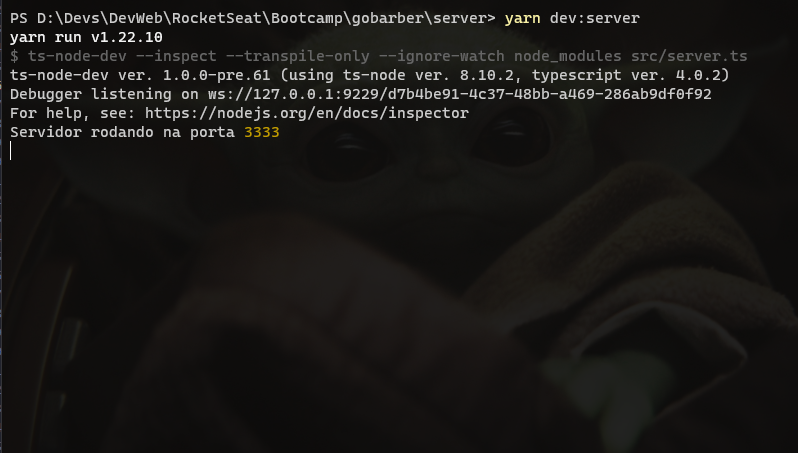 PS D:\Devs\DevWeb\RocketSeat\Bootcamp\gobarber\server> yarn dev:server
yarn run v1.22.10
$ ts-node-dev --inspect --transpile-only --ignore-watch node_modules src/server.ts
ts-node-dev ver. 1.0.0-pre.61 (using ts-node ver. 8.10.2, typescript ver. 4.0.2)
Debugger listening on ws://127.0.0.1:9229/d7b4be91-4c37-48bb-a469-286ab9df0f92
For help, see: https://nodejs.org/en/docs/inspector
Servidor rodando na porta 3333